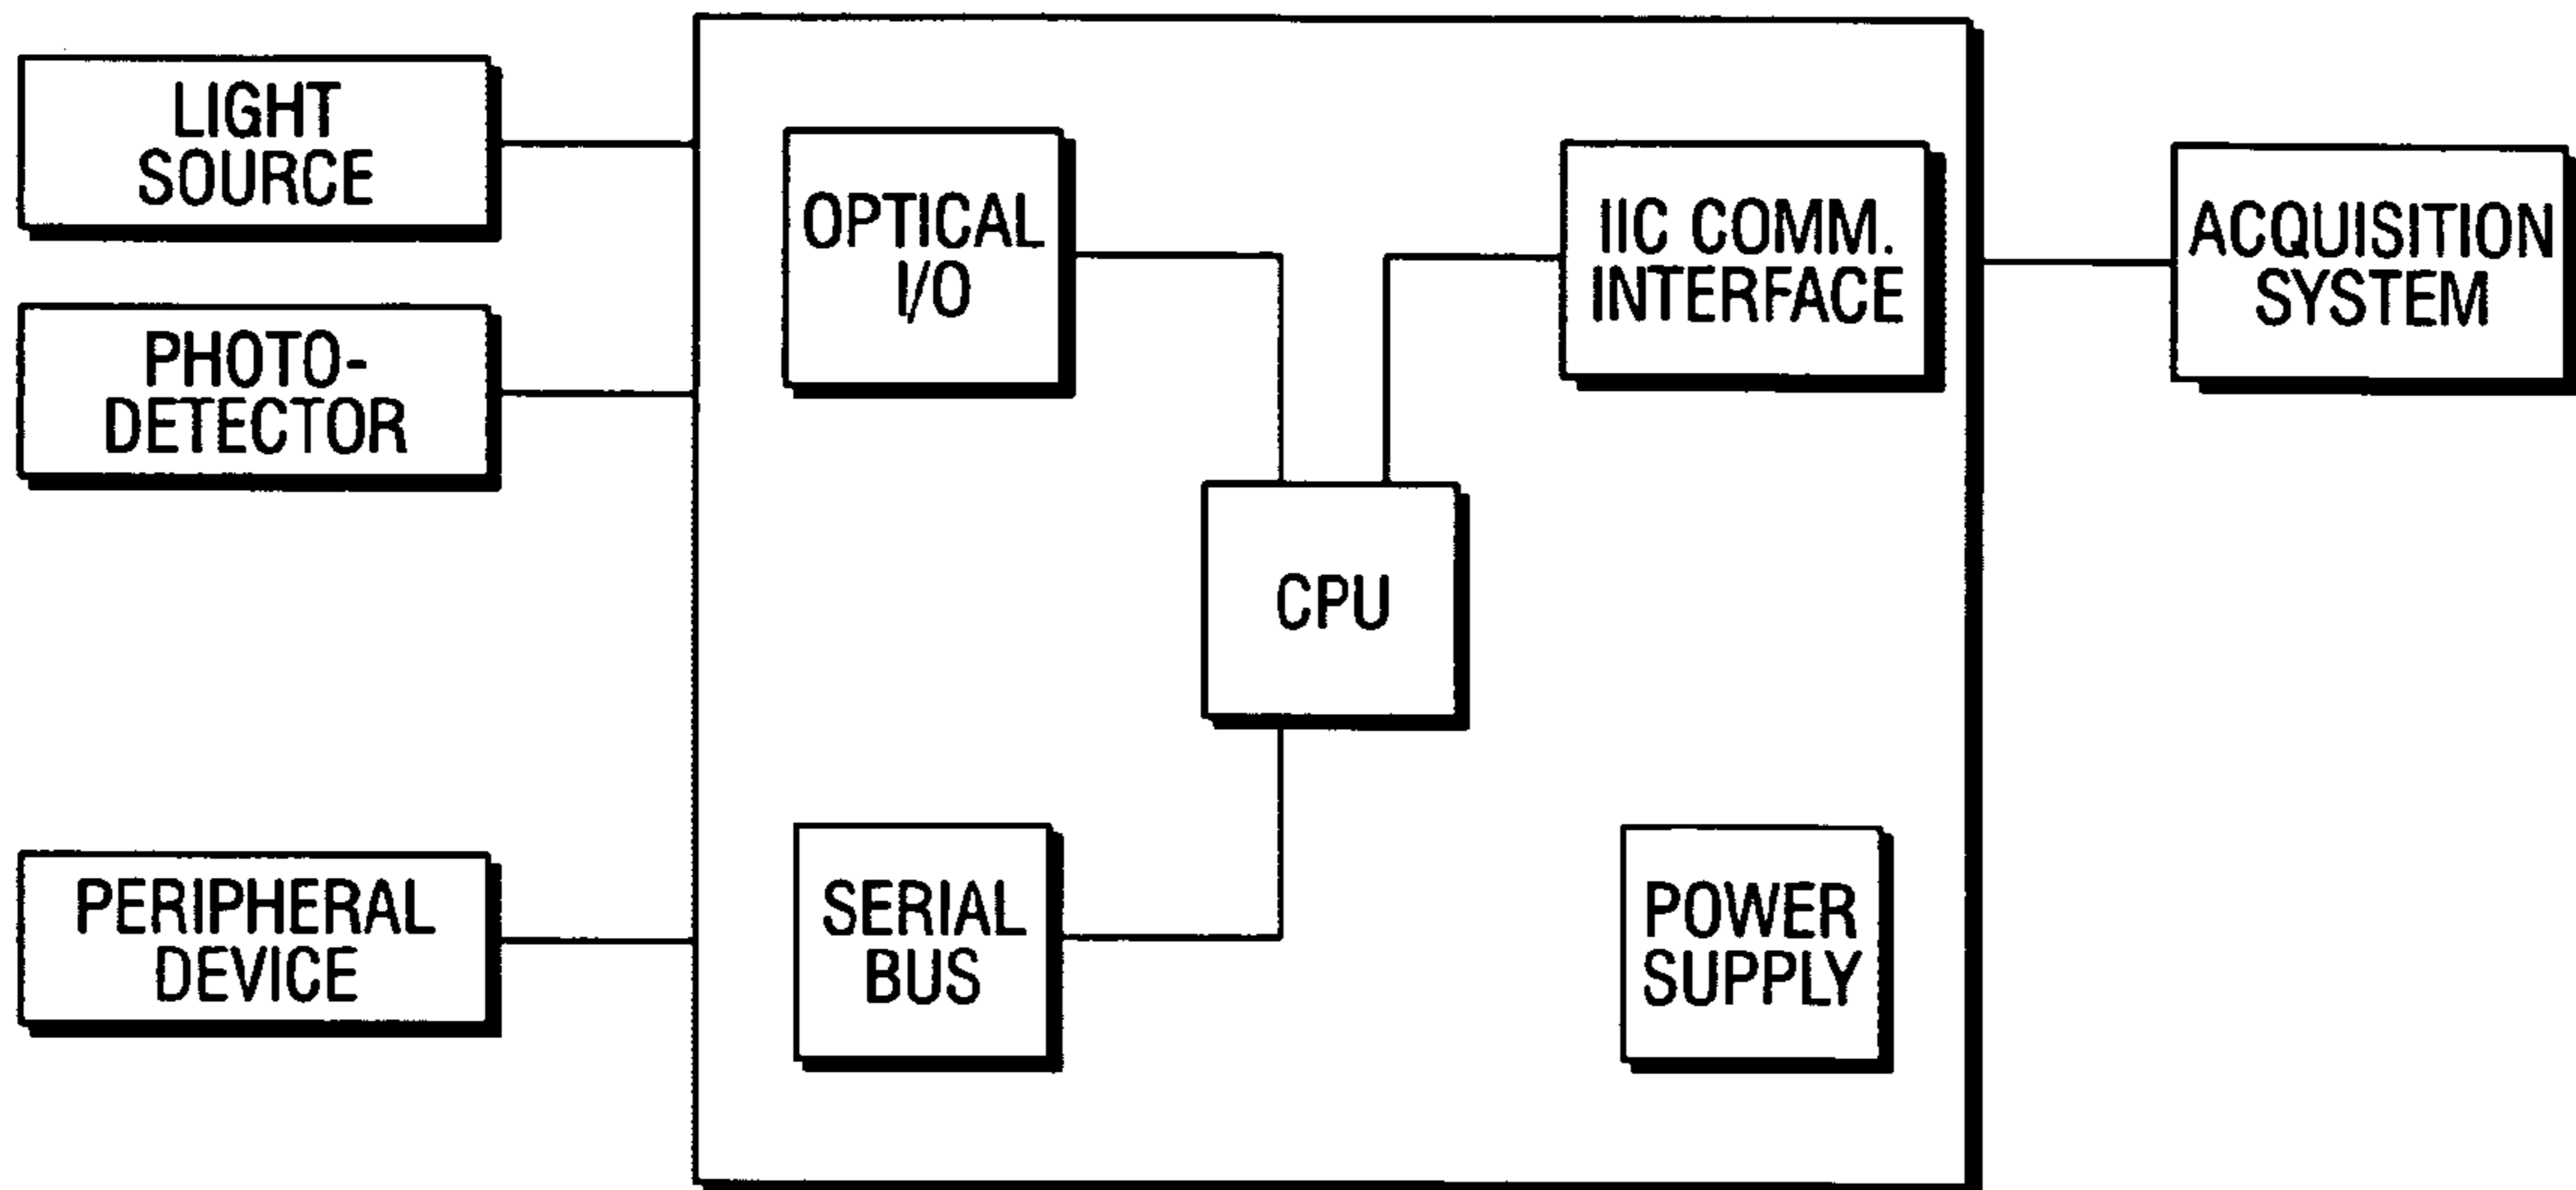 LIGHT
SOURCE
PHOTO-
DETECTOR
PERIPHERAL
DEVICE
OPTICAL
I/O
SERIAL
BUS
CPU
IIC COMM.
INTERFACE
POWER
SUPPLY
ACQUISITION
SYSTEM